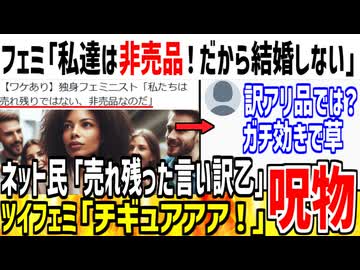 フェミ「私達は非売品！だから結婚しない」
【ワケあり】独身フェミニスト「私たちは
売れ残りではない、非売品なのだ」
訳アリ品では？
ガチ効きで草
ネット民「売れ残った言い訳乙」
ツイフェミ「チギュアアア！」
呪物